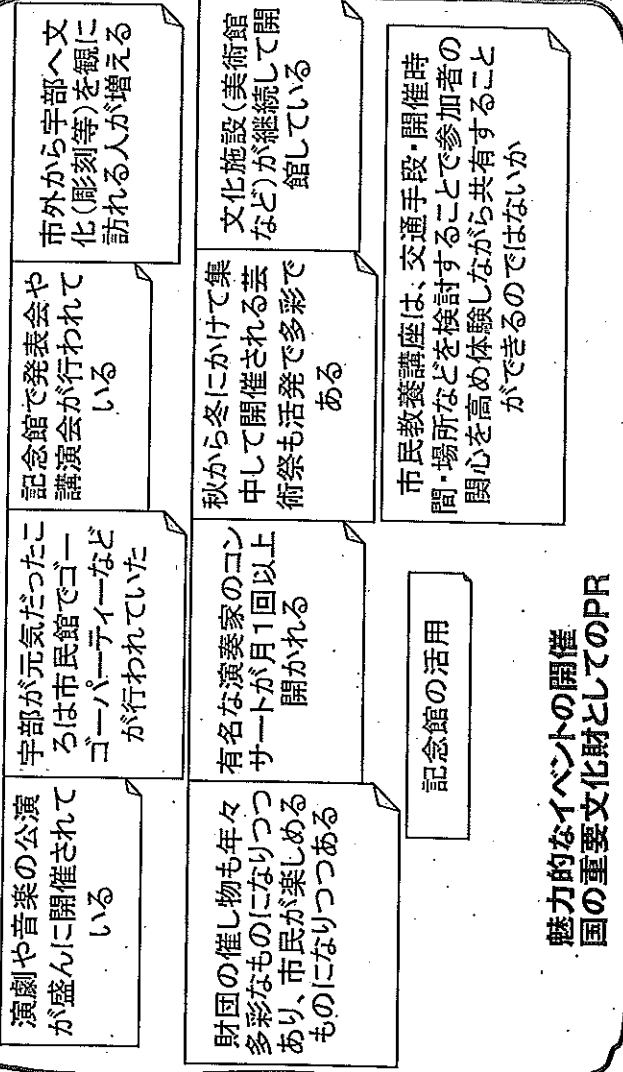 演劇や音楽の公演
が盛んに開催されて
いる
宇部が元気だったこ
ろは市民館でゴー
ゴーパーティーなど
が行われていた
記念館で発表会や
講演会が行われて
いる
市外から宇部へ文
化(彫刻等)を観に
訪れる人が増える
財団の催し物も年々
多彩なものになりつつ
あり、市民が楽しめる
ものになりつつある
有名な演奏家のコン
サートが月1回以上
開かれる
秋から冬にかけて集
中して開催される芸
術祭も活発で多彩で
ある
文化施設(美術館
など)が継続して開
館している
記念館の活用
市民教養講座は、交通手段・開催時
間・場所などを検討することで参加者の
関心を高め体験しながら共有すること
ができるのではないか
魅力的なイベントの開催
国の重要文化財としてのPR